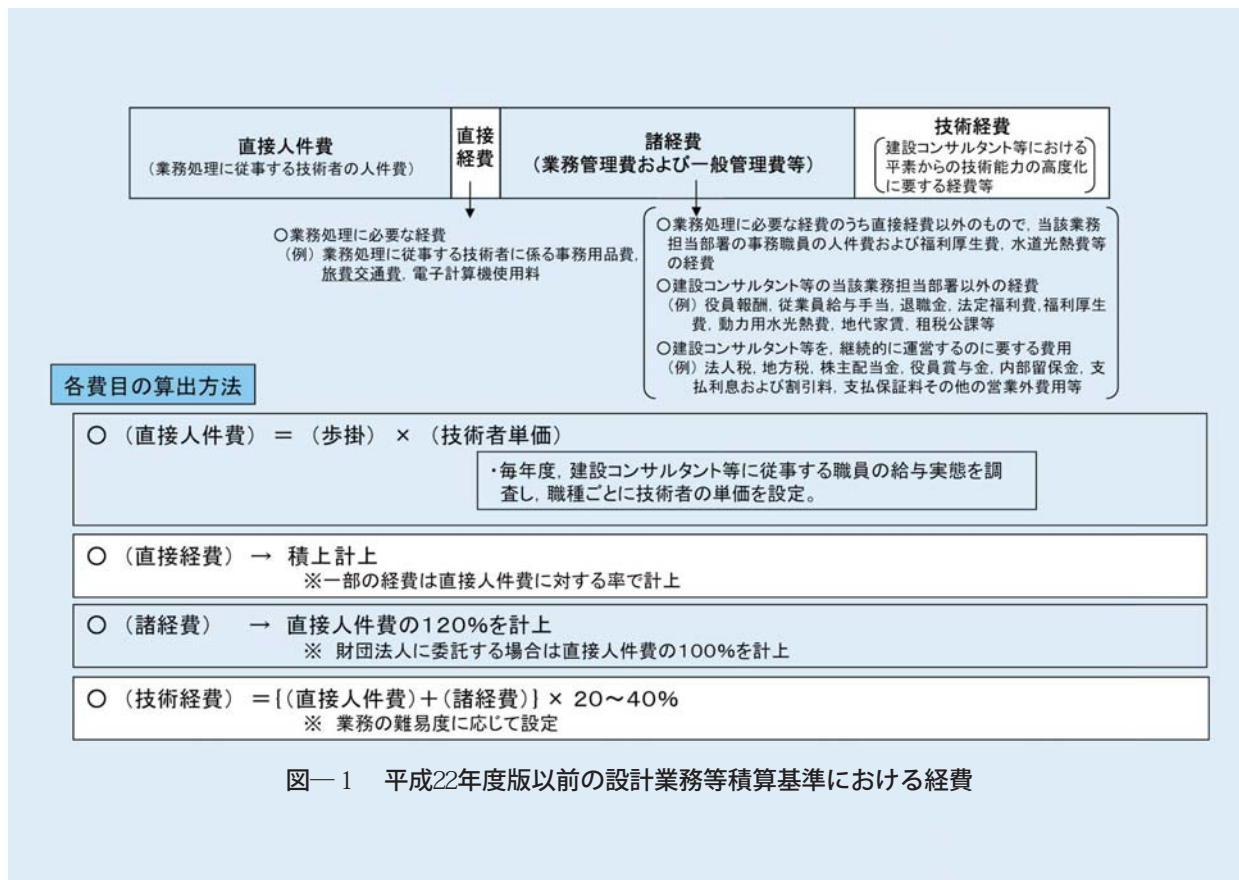 直接人件費
（業務処理に従事する技術者の人件費）
直接
経費
諸経費
（業務管理費および一般管理費等）
技術経費
建設コンサルタント等における
平素からの技術能力の高度化
に要する経費等
○業務処理に必要な経費
（例）業務処理に従事する技術者に係る事務用品費，
旅費交通費，電子計算機使用料
○業務処理に必要な経費のうち直接経費以外のもので，当該業務
担当部署の事務職員の人件費および福利厚生費，水道光熱費等
の経費
○建設コンサルタント等の当該業務担当部署以外の経費
（例）役員報酬，従業員給与手当，退職金，法定福利費，福利厚生
費，動力用水光熱費，地代家賃，租税公課等
○建設コンサルタント等を，継続的に運営するのに要する費用
（例）法人税，地方税，株主配当金，役員賞与金，内部留保金，支
払利息および割引料，支払保証料その他の営業外費用等
各費目の算出方法
○ （直接人件費） ＝ （歩掛） × （技術者単価）
・毎年度，建設コンサルタント等に従事する職員の給与実態を調
査し，職種ごとに技術者の単価を設定。
○ （直接経費） → 積上計上
※一部の経費は直接人件費に対する率で計上
○ （諸経費） → 直接人件費の120％を計上
※ 財団法人に委託する場合は直接人件費の100％を計上
○ （技術経費） ＝{（直接人件費）＋（諸経費）} × 20～40％
※ 業務の難易度に応じて設定
図―1 平成22年度版以前の設計業務等積算基準における経費